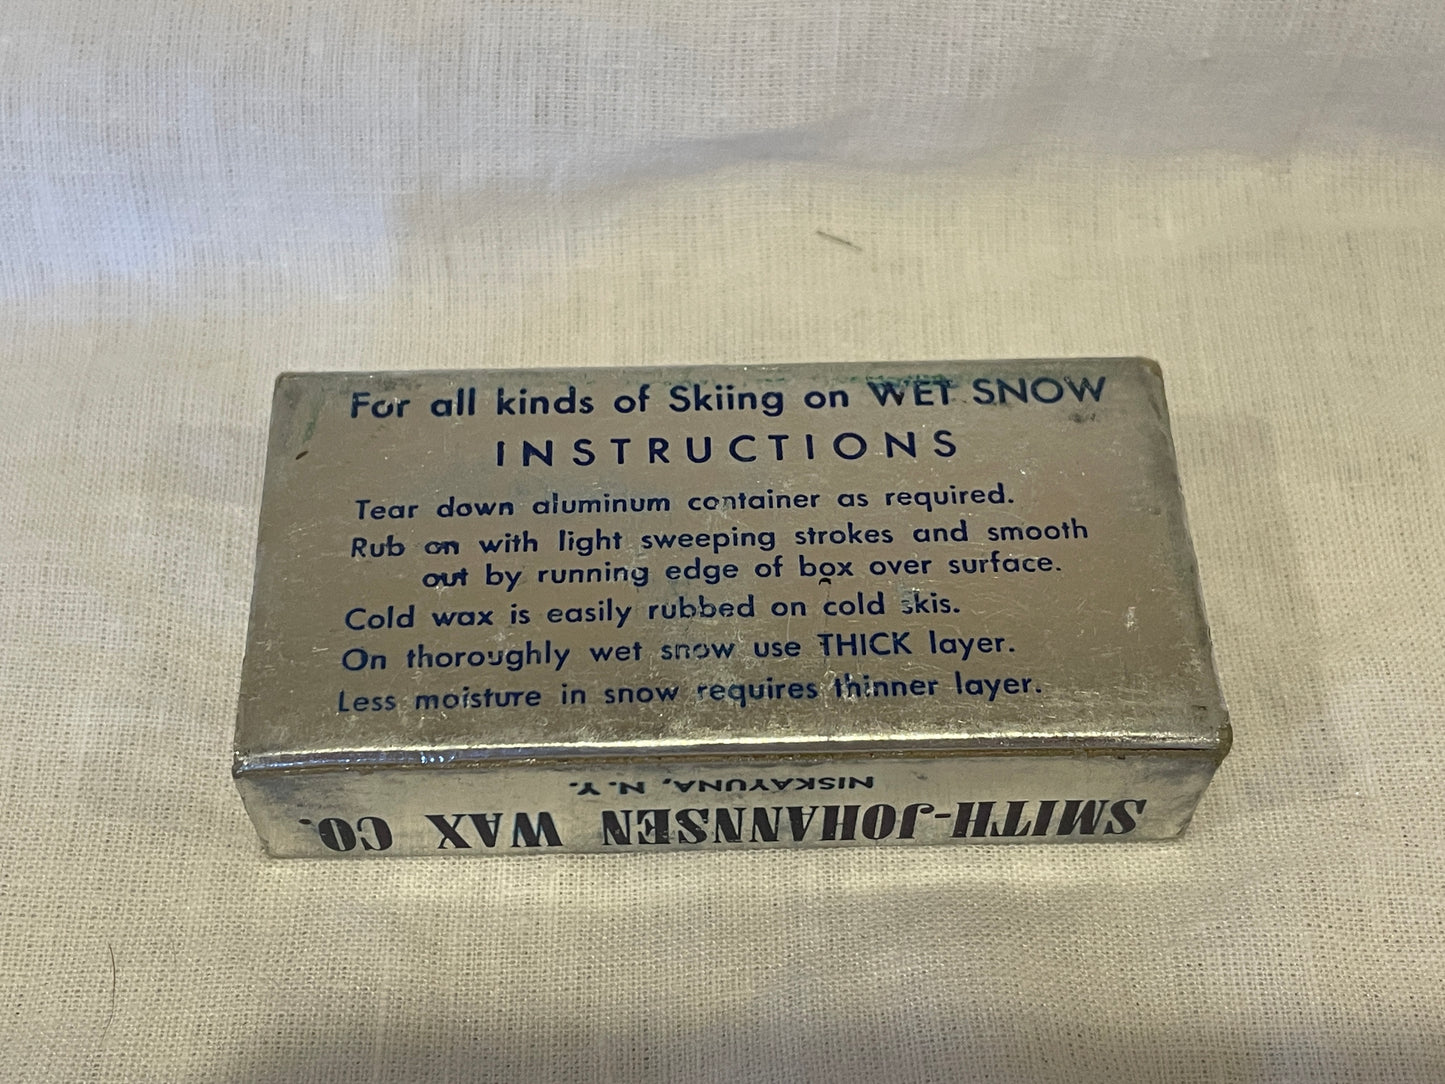 For all kinds of Skiing on WET SNOW
INSTRUCTIONS
Tear down aluminum container as required.
Rub on with light sweeping strokes and smooth
out by running edge of box over surface.
Cold wax is easily rubbed on cold skis.
On thoroughly wet snow use THICK layer.
Less moisture in snow requires thinner layer.
SMITH-JOHANNSEN WAX CO.
NISKAYUNA, N.Y.